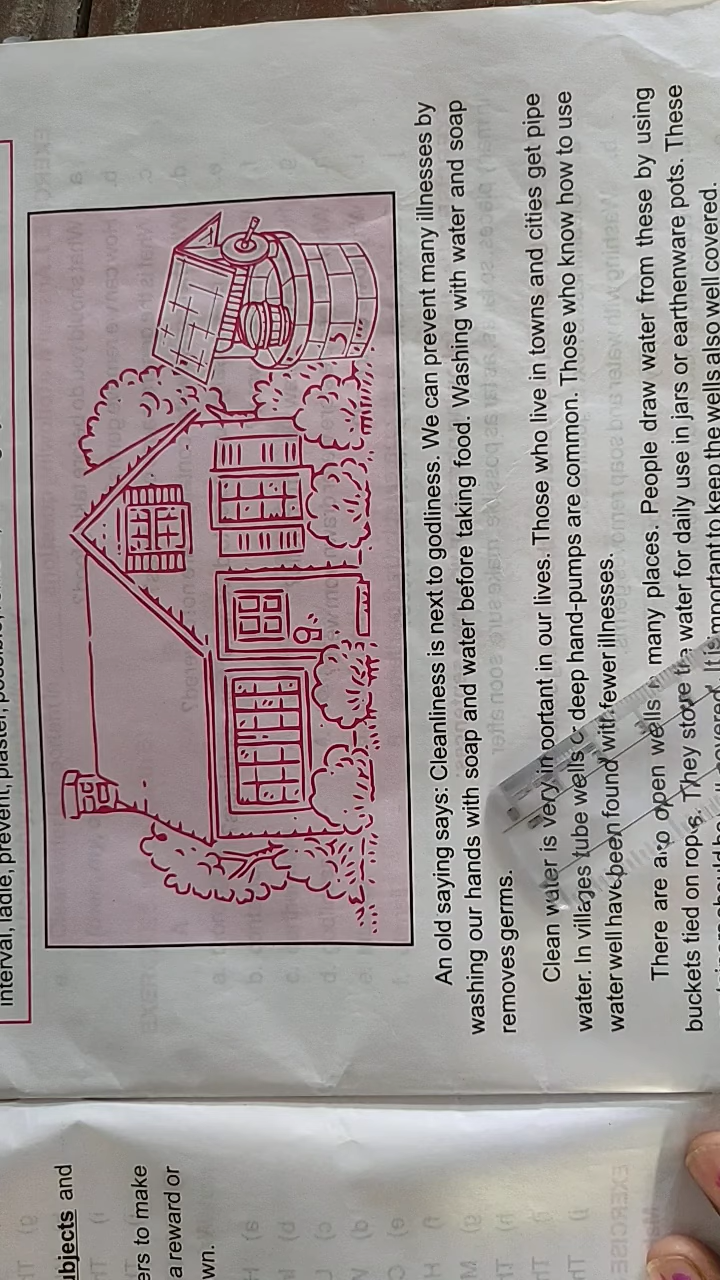 interval, ladle, prevent, plaster,
An old saying says: Cleanliness is next to godliness. We can prevent many illnesses by
washing our hands with soap and water before taking food. Washing with water and soap
removes germs.
Clean water is very important in our lives. Those who live in towns and cities get pipe
water. In villages tube wells or deep hand-pumps are common. Those who know how to use
water well have been found with fewer illnesses.
There are also open wells in many places. People draw water from these by using
buckets tied on ropes. They store the water for daily use in jars or earthenware pots. These
important to keep the wells also well covered.
ubjects and
ers to make
a reward or
wn.